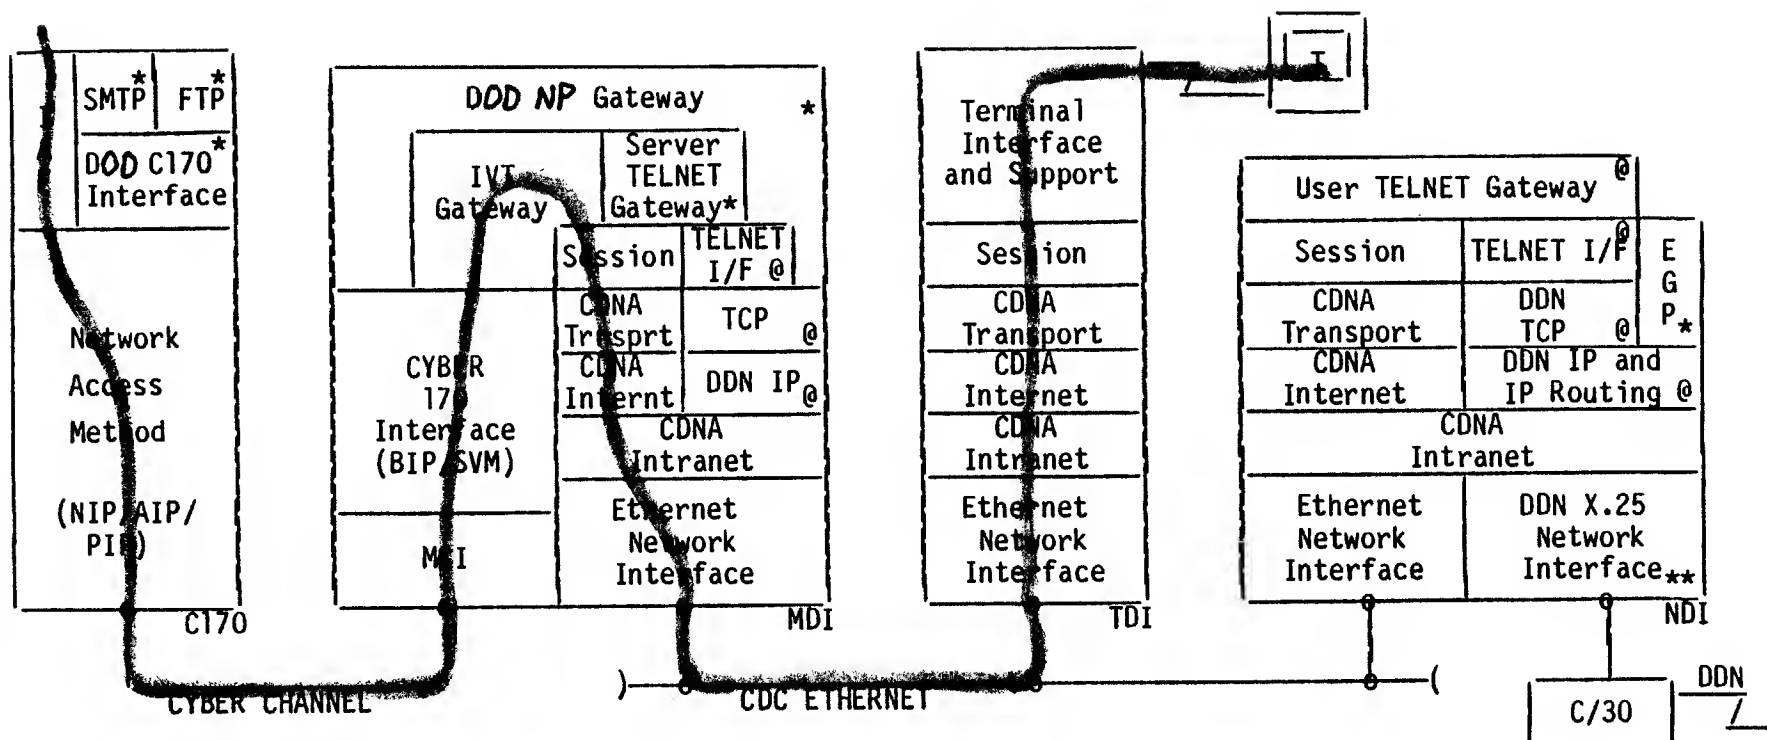 SMTP* FTP*
DOD C170*
Interface
Network
Access
Method
(NIP/AIP/
PIP)
C170
DOD NP Gateway *
IVT
Gateway
Server
TELNET
Gateway*
Session
TELNET
I/F @
CDNA
Trnsprt
TCP
@
CDNA
Internt
DDN IP
@
CYBER
170
Interface
(BIP/SVM)
CDNA
Intranet
MCI
Ethernet
Network
Interface
MDI
Terminal
Interface
and Support
Session
CDNA
Transport
CDNA
Internet
CDNA
Intranet
Ethernet
Network
Interface
TDI
T
User TELNET Gateway @
Session
TELNET I/F @
E
G
P*
CDNA
Transport
DDN
TCP @
CDNA
Internet
DDN IP and
IP Routing @
CDNA
Intranet
Ethernet
Network
Interface
DDN X.25
Network
Interface**
NDI
CYBER CHANNEL
CDC ETHERNET
C/30
DDN